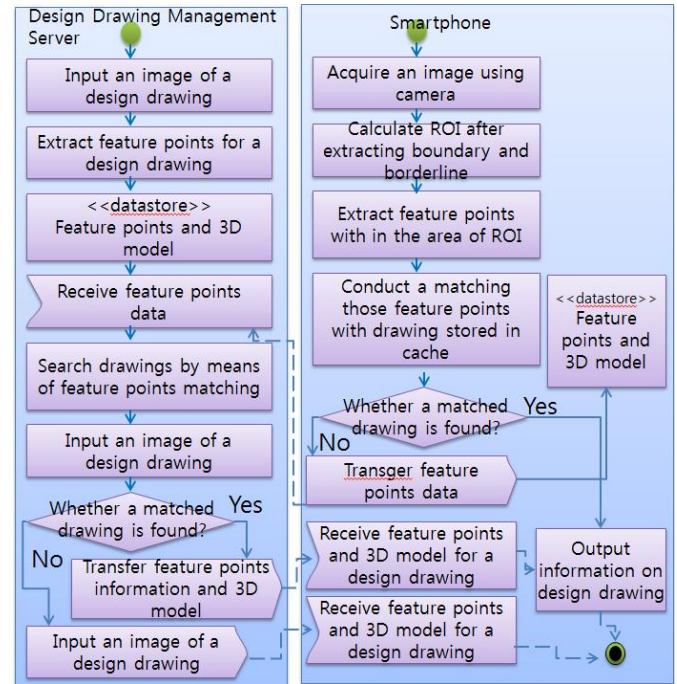 Design Drawing Management
Server
Input an image of a
design drawing
Extract feature points for a
design drawing
<<datastore>>
Feature points and 3D
model
Receive feature points
data
Search drawings by means
of feature points matching
Input an image of a
design drawing
Whether a matched
drawing is found?
Yes
No
Transfer feature points
information and 3D
model
Input an image of a
design drawing
Smartphone
Acquire an image using
camera
Calculate ROI after
extracting boundary and
borderline
Extract feature points
with in the area of ROI
Conduct a matching
those feature points
with drawing stored in
cache
<<datastore>>
Feature
points and
3D model
Whether a matched
drawing is found?
Yes
No
Transger feature
points data
Receive feature points
and 3D model for a
design drawing
Output
information on
design drawing
Receive feature points
and 3D model for a
design drawing